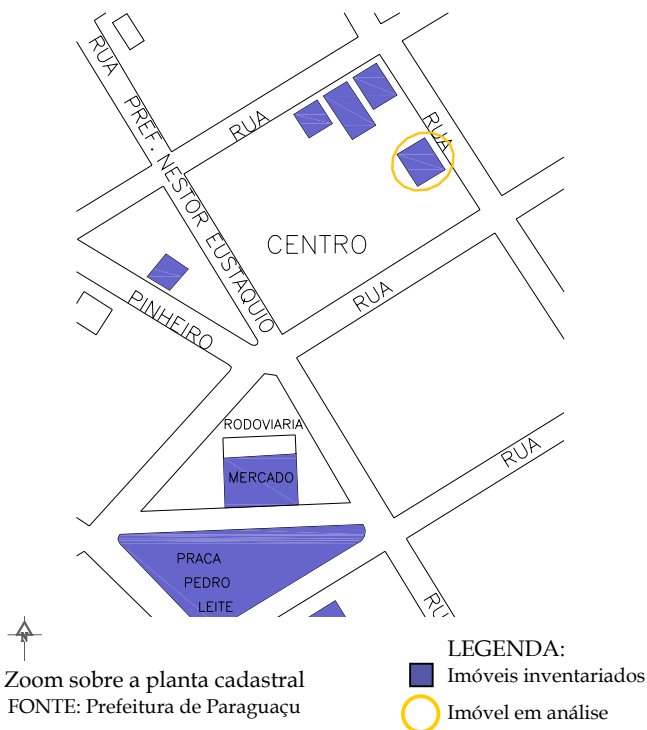 RUA PREF. NESTOR EUSTAQUIO
RUA
RUA
CENTRO
RUA
PINHEIRO
RODOVIARIA
MERCADO
RUA
PRACA
PEDRO
LEITE
RU
N
Zoom sobre a planta cadastral
FONTE: Prefeitura de Paraguaçu
LEGENDA:
Imóveis inventariados
Imóvel em análise